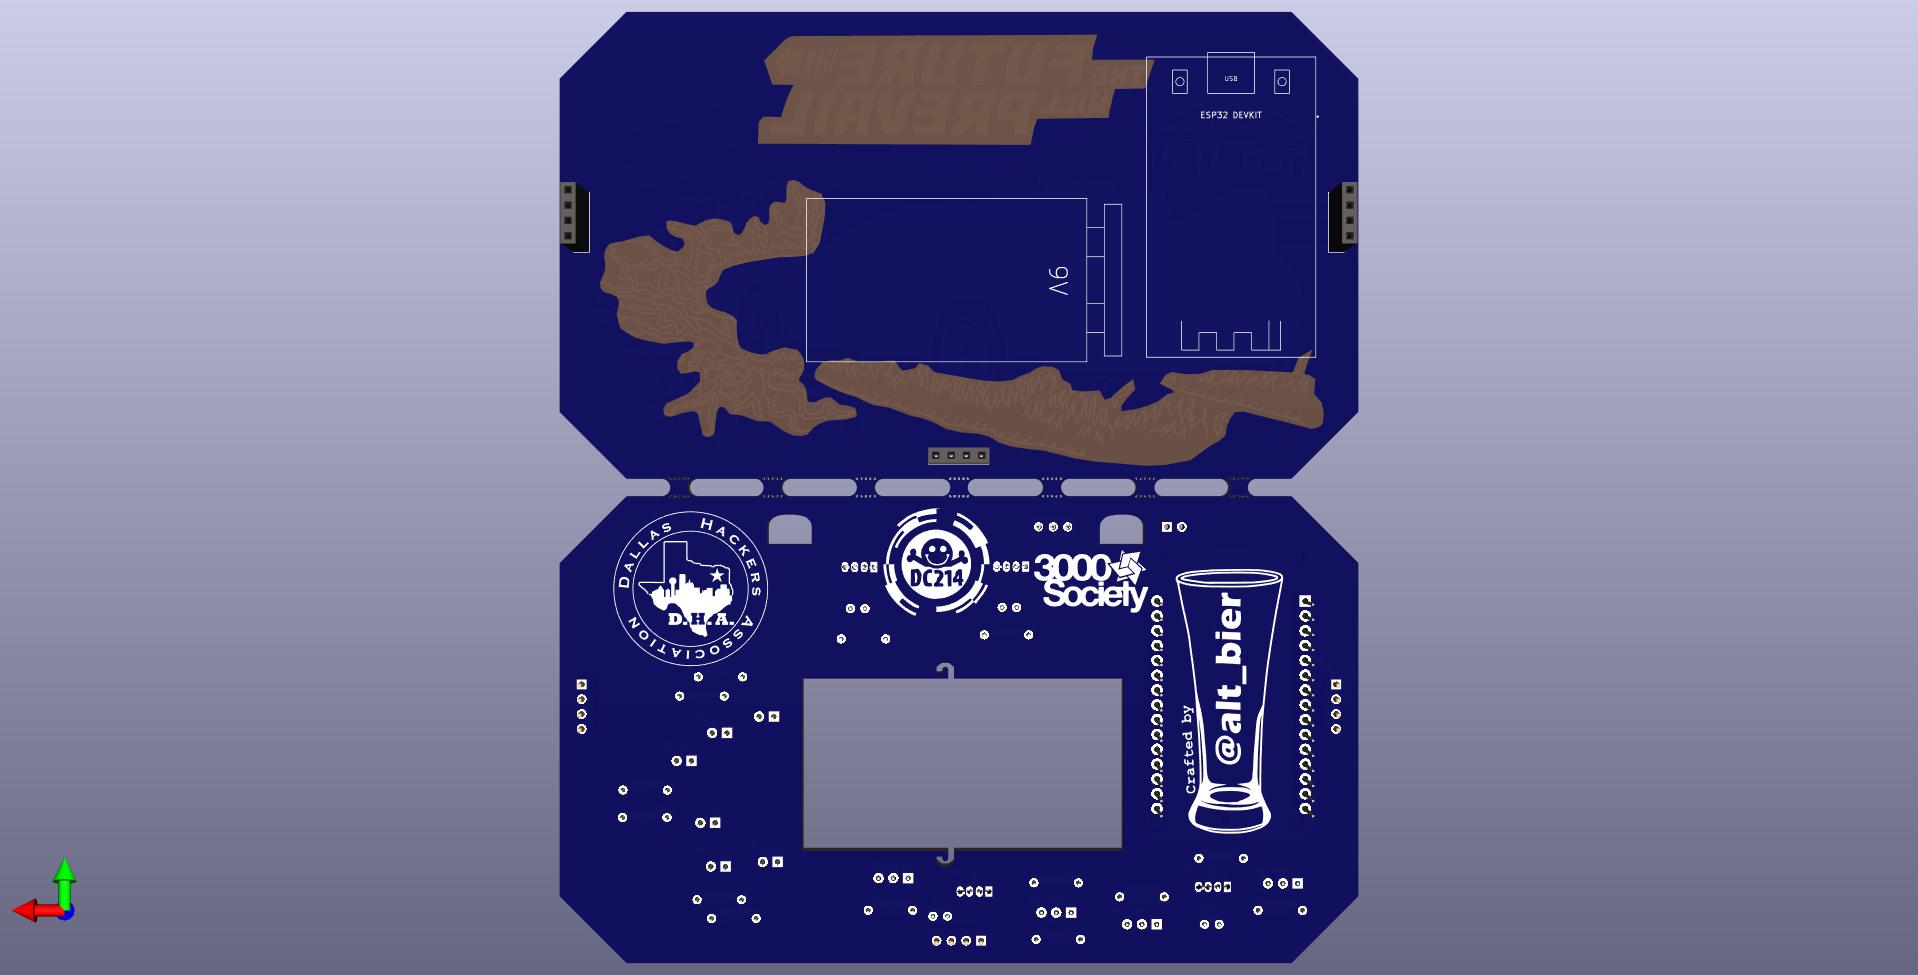 THE FUTURE
WILL PREVAIL
USB
ESP32 DEVKIT
9V
DALLAS HACKERS ASSOCIATION
D.H.A.
DC214
3000
Society
Crafted by
@alt_bier